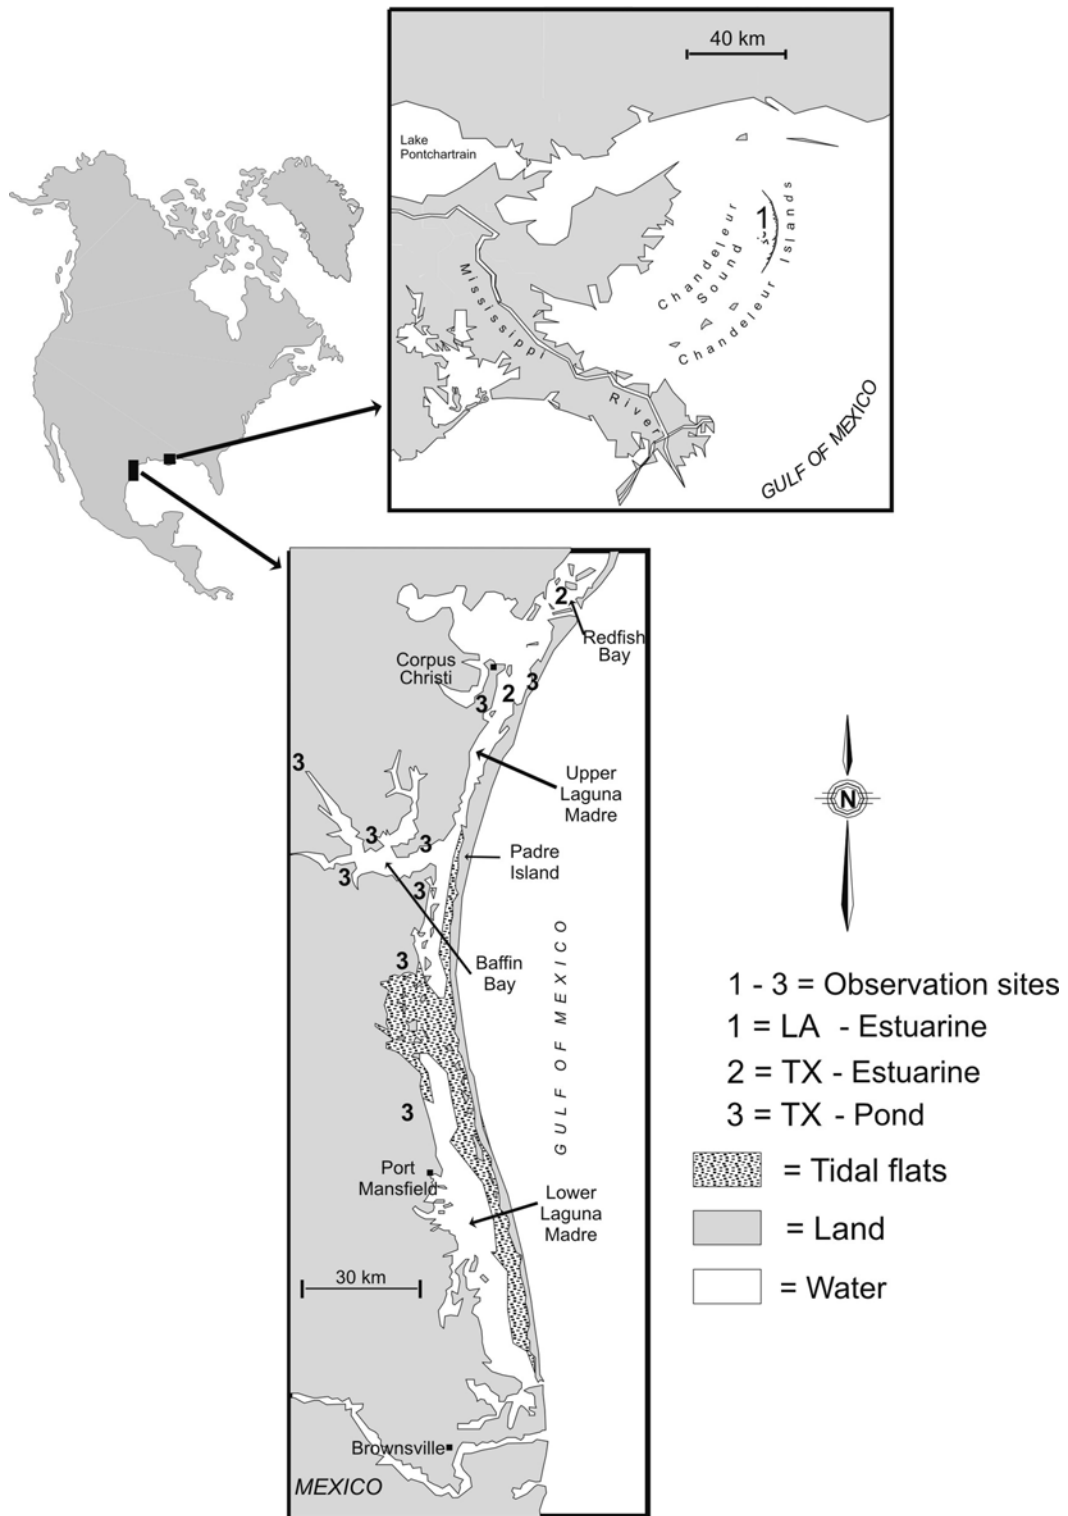 40 km
Lake
Pontchartrain
1
Chandeleur
Sound
Chandeleur Islands
Mississippi
River
GULF OF MEXICO
2
Redfish
Bay
Corpus
Christi
3
2
3
3
Upper
Laguna
Madre
3
3
Padre
Island
3
3
3
Baffin
Bay
GULF OF MEXICO
3
Port
Mansfield
Lower
Laguna
Madre
30 km
Brownsville
MEXICO
N
1 - 3 = Observation sites
1 = LA - Estuarine
2 = TX - Estuarine
3 = TX - Pond
= Tidal flats
= Land
= Water